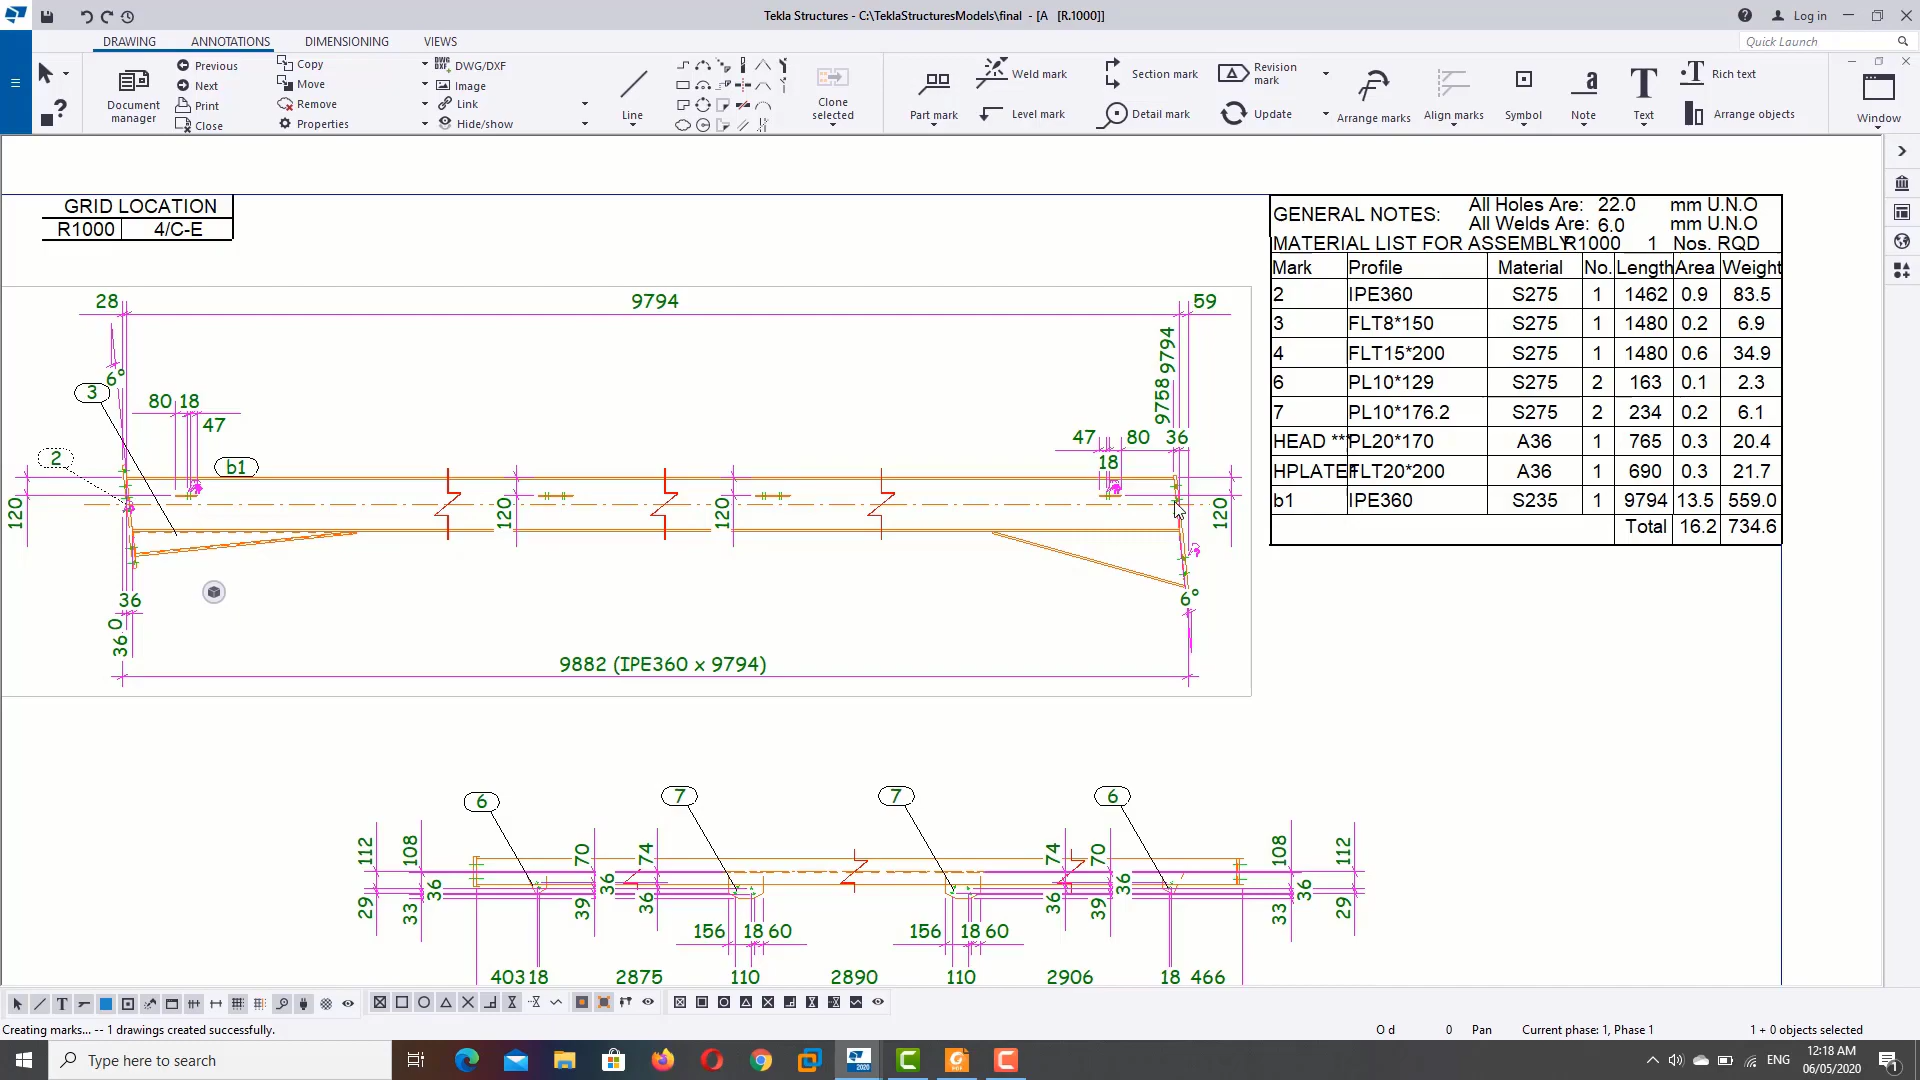 Tekla Structures - C:\TeklaStructuresModels\final - [A [R.1000]]
Log in
DRAWING ANNOTATIONS DIMENSIONING VIEWS
Quick Launch
Document manager
Previous
Next
Print
Close
Copy
Move
Remove
Properties
DWG/DXF
Image
Link
Hide/show
Line
Clone selected
Part mark
Weld mark
Level mark
Section mark
Detail mark
Revision mark
Update
Arrange marks
Align marks
Symbol
Note
Text
Rich text
Arrange objects
Window
GRID LOCATION
R1000 4/C-E
GENERAL NOTES: All Holes Are: 22.0 mm U.N.O
All Welds Are: 6.0 mm U.N.O
MATERIAL LIST FOR ASSEMBLY R1000 1 Nos. RQD
Mark Profile Material No. Length Area Weight
2 IPE360 S275 1 1462 0.9 83.5
3 FLT8*150 S275 1 1480 0.2 6.9
4 FLT15*200 S275 1 1480 0.6 34.9
6 PL10*129 S275 2 163 0.1 2.3
7 PL10*176.2 S275 2 234 0.2 6.1
HEAD ** PL20*170 A36 1 765 0.3 20.4
HPLATE FLT20*200 A36 1 690 0.3 21.7
b1 IPE360 S235 1 9794 13.5 559.0
Total 16.2 734.6
28 9794 59
6°
3
80 18
47
2
b1
9794
9758
47 80 36
18
120 120 120 120
36
0
36
6°
9882 (IPE360 x 9794)
6 7 7 6
112 108 70 74 74 70 108 112
36 36 36 36
29 33 39 36 36 39 33 29
156 18 60 156 18 60
403 18 2875 110 2890 110 2906 18 466
Creating marks... -- 1 drawings created successfully.
O d 0 Pan Current phase: 1, Phase 1 1 + 0 objects selected
Type here to search
2020
ENG
12:18 AM
06/05/2020
1